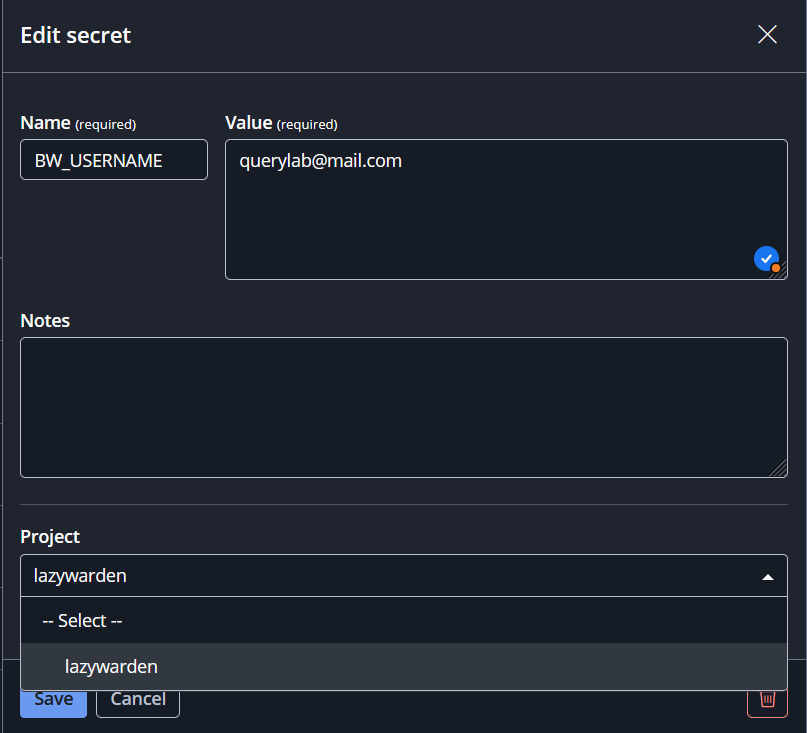 Edit secret
Name (required) Value (required)
BW_USERNAME querylab@mail.com
Notes
Project
lazywarden
-- Select --
lazywarden
Save Cancel